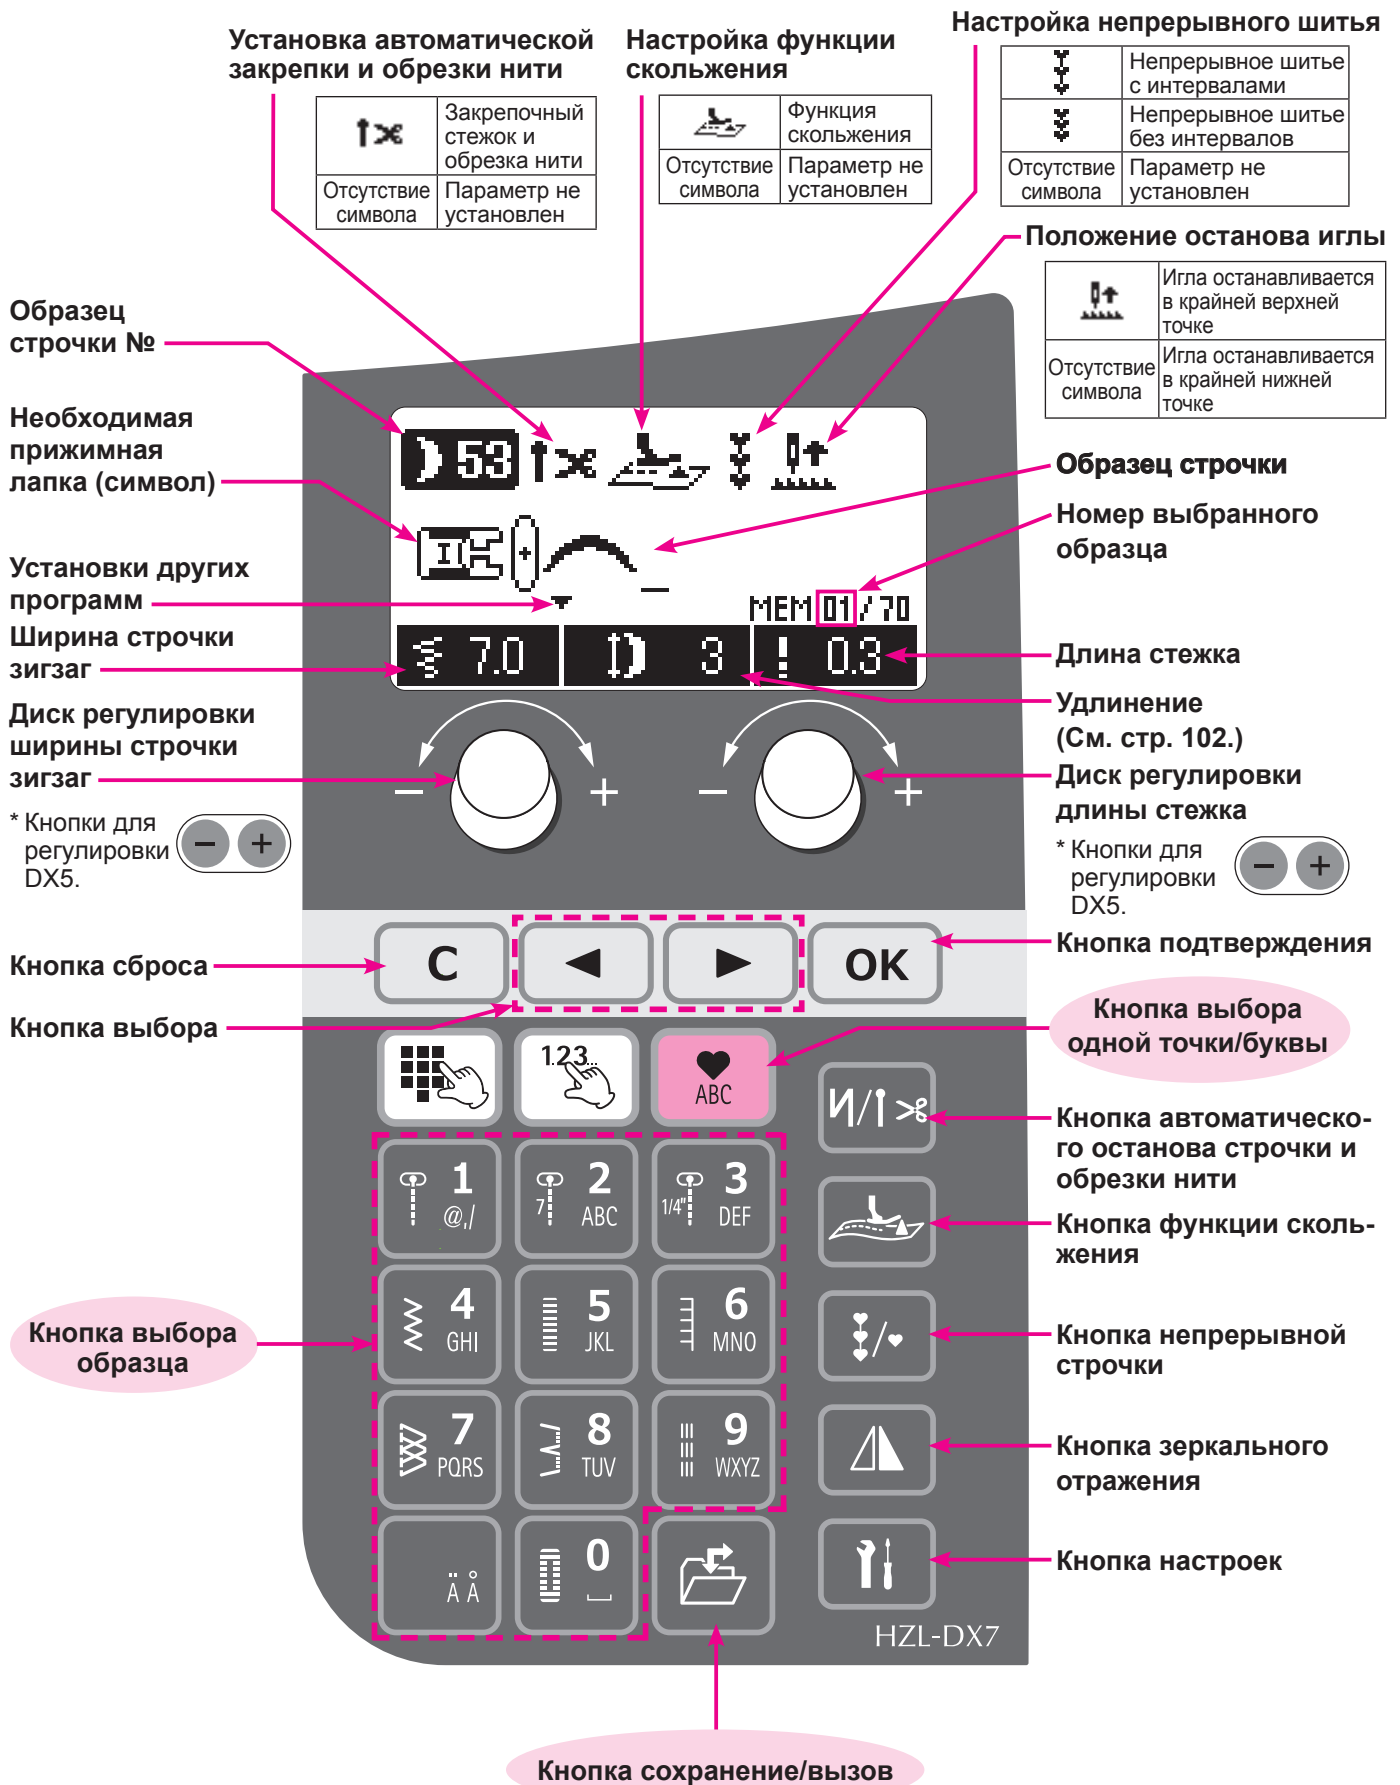 Установка автоматической
закрепки и обрезки нити
Закрепочный
стежок и
обрезка нити
Отсутствие
символа
Параметр не
установлен
Настройка функции
скольжения
Функция
скольжения
Отсутствие
символа
Параметр не
установлен
Настройка непрерывного шитья
Непрерывное шитье
с интервалами
Непрерывное шитье
без интервалов
Отсутствие
символа
Параметр не
установлен
Положение останова иглы
Игла останавливается
в крайней верхней
точке
Отсутствие
символа
Игла останавливается
в крайней нижней
точке
Образец
строчки №
Необходимая
прижимная
лапка (символ)
Установки других
программ
Ширина строчки
зигзаг
Диск регулировки
ширины строчки
зигзаг
* Кнопки для
регулировки
DX5.
− +
Кнопка сброса
Кнопка выбора
Кнопка выбора
образца
53
I
MEM 01 / 70
7.0
3
0.3
− +
− +
C
OK
1.2.3...
ABC
1
@,/
7
2
ABC
1/4"
3
DEF
4
GHI
5
JKL
6
MNO
7
PQRS
8
TUV
9
WXYZ
Ä Å
0
HZL-DX7
Образец строчки
Номер выбранного
образца
Длина стежка
Удлинение
(См. стр. 102.)
Диск регулировки
длины стежка
* Кнопки для
регулировки
DX5.
− +
Кнопка подтверждения
Кнопка выбора
одной точки/буквы
Кнопка автоматическо-
го останова строчки и
обрезки нити
Кнопка функции сколь-
жения
Кнопка непрерывной
строчки
Кнопка зеркального
отражения
Кнопка настроек
Кнопка сохранение/вызов